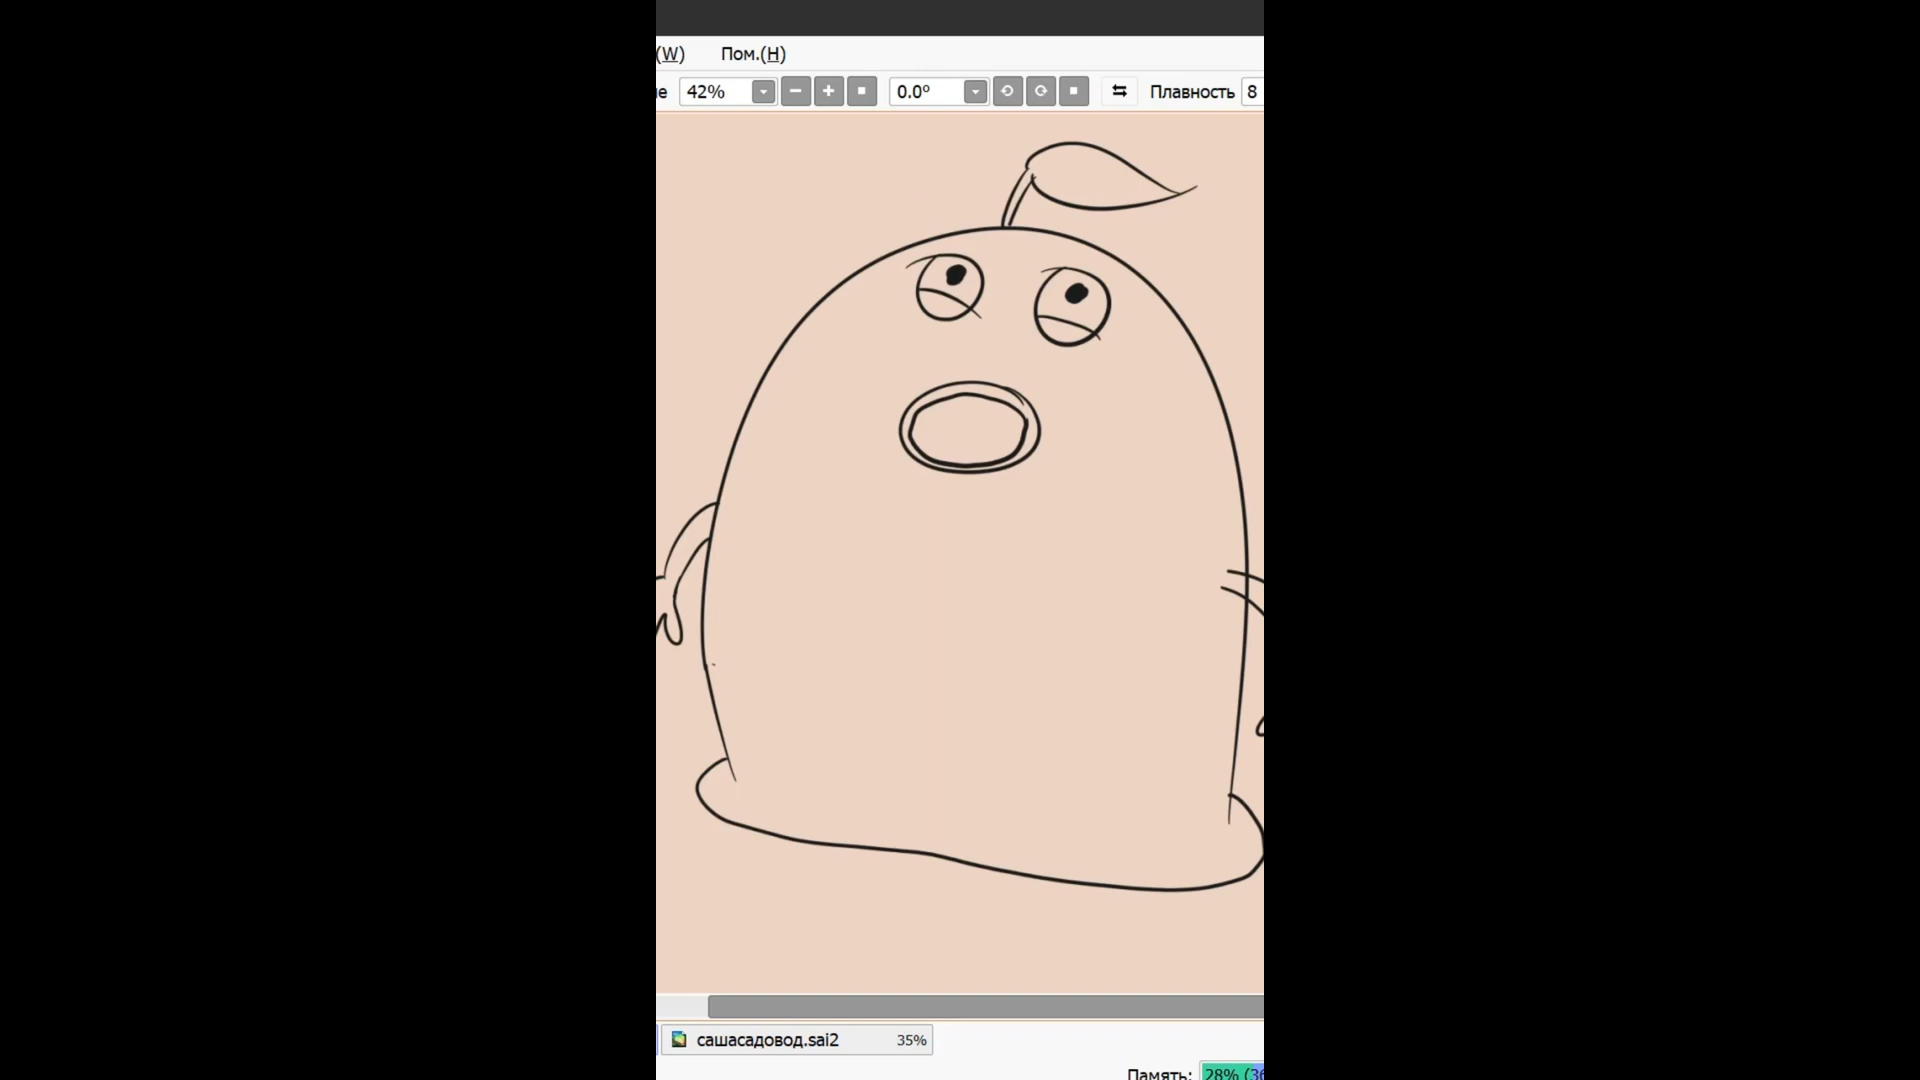 (W) Пом.(H)
42% 0.0° Плавность 8
сашасадовод.sai2 35%
Память: 28%